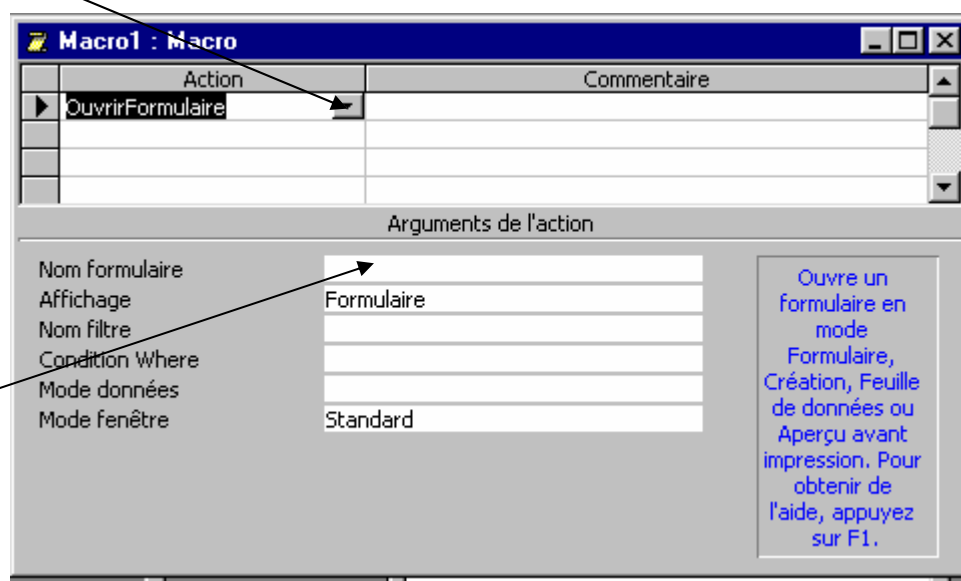 Macro1 : Macro
Action Commentaire
OuvrirFormulaire
Arguments de l'action
Nom formulaire
Affichage Formulaire
Nom filtre
Condition Where
Mode données
Mode fenêtre Standard
Ouvre un
formulaire en
mode
Formulaire,
Création, Feuille
de données ou
Aperçu avant
impression. Pour
obtenir de
l'aide, appuyez
sur F1.